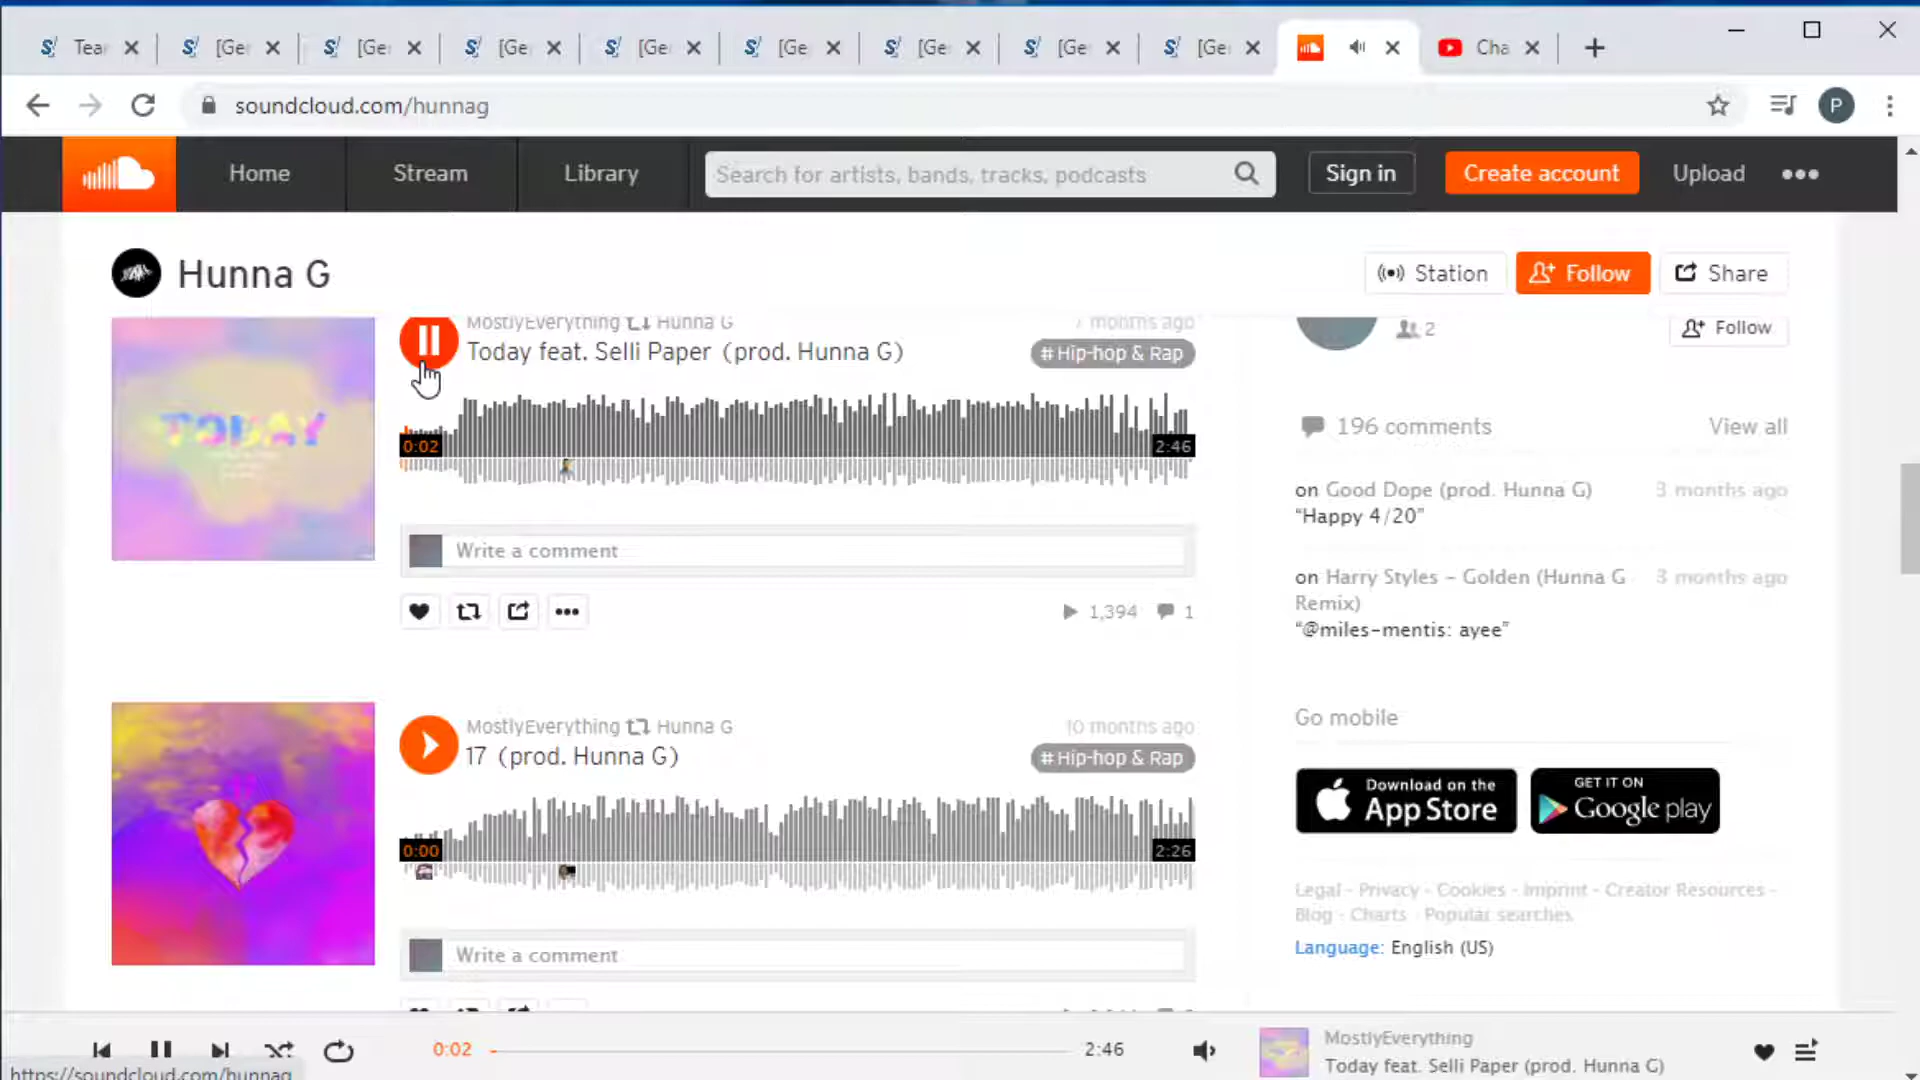 Tea
[Ge
[Ge
[Ge
[Ge
[Ge
[Ge
[Ge
[Ge
Cha
soundcloud.com/hunnag
P
Home
Stream
Library
Search for artists, bands, tracks, podcasts
Sign in
Create account
Upload
Hunna G
Station
Follow
Share
MostlyEverything Hunna G
7 months ago
Today feat. Selli Paper (prod. Hunna G)
# Hip-hop & Rap
TODAY
0:02
2:46
Write a comment
1,394
1
2
Follow
196 comments
View all
on Good Dope (prod. Hunna G)
3 months ago
“Happy 4/20”
on Harry Styles - Golden (Hunna G
3 months ago
Remix)
“@miles-mentis: ayee”
MostlyEverything Hunna G
10 months ago
17 (prod. Hunna G)
# Hip-hop & Rap
0:00
2:26
Write a comment
Go mobile
Download on the
App Store
GET IT ON
Google play
Legal - Privacy - Cookies - Imprint - Creator Resources -
Blog - Charts - Popular searches
Language: English (US)
0:02
2:46
MostlyEverything
Today feat. Selli Paper (prod. Hunna G)
https://soundcloud.com/hunnag